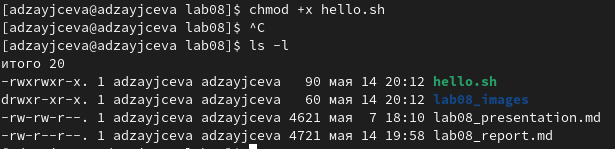 [adzayjceva@adzayjceva lab08]$ chmod +x hello.sh
[adzayjceva@adzayjceva lab08]$ ^C
[adzayjceva@adzayjceva lab08]$ ls -l
итого 20
-rwxrwxr-x. 1 adzayjceva adzayjceva   90 мая 14 20:12 hello.sh
drwxr-xr-x. 1 adzayjceva adzayjceva   60 мая 14 20:12 lab08_images
-rw-rw-r--. 1 adzayjceva adzayjceva 4621 мая  7 18:10 lab08_presentation.md
-rw-r--r--. 1 adzayjceva adzayjceva 4721 мая 14 19:58 lab08_report.md